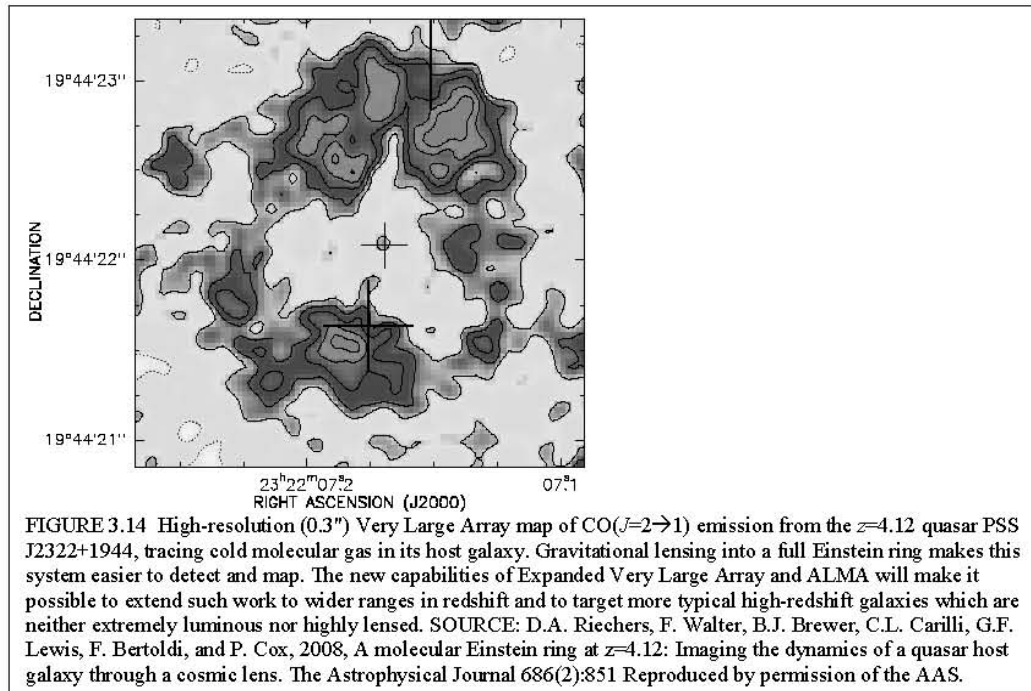 19°44'23"
19°44'22"
19°44'21"
DECLINATION
23ʰ22ᵐ07ˢ.2
07ˢ.1
RIGHT ASCENSION (J2000)
FIGURE 3.14 High-resolution (0.3") Very Large Array map of CO(J=2→1) emission from the z=4.12 quasar PSS
J2322+1944, tracing cold molecular gas in its host galaxy. Gravitational lensing into a full Einstein ring makes this
system easier to detect and map. The new capabilities of Expanded Very Large Array and ALMA will make it
possible to extend such work to wider ranges in redshift and to target more typical high-redshift galaxies which are
neither extremely luminous nor highly lensed. SOURCE: D.A. Riechers, F. Walter, B.J. Brewer, C.L. Carilli, G.F.
Lewis, F. Bertoldi, and P. Cox, 2008, A molecular Einstein ring at z=4.12: Imaging the dynamics of a quasar host
galaxy through a cosmic lens. The Astrophysical Journal 686(2):851 Reproduced by permission of the AAS.